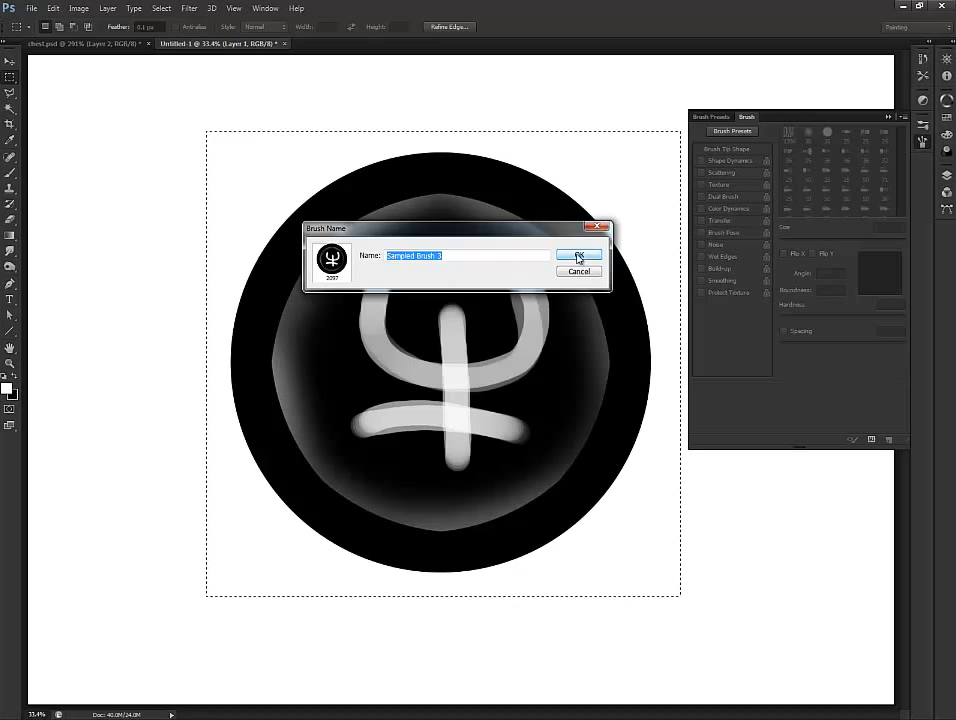 Ps File Edit Image Layer Type Select Filter 3D View Window Help
Feather: 0.1 px Antialias Style: Normal Width: Height: Refine Edge... Painting
chest.psd @ 291% (Layer 2, RGB/8) * × Untitled-1 @ 33.4% (Layer 1, RGB/8) * ×
Brush Presets Brush
Brush Presets
Brush Tip Shape
Shape Dynamics
Scattering
Texture
Dual Brush
Color Dynamics
Transfer
Brush Pose
Noise
Wet Edges
Build-up
Smoothing
Protect Texture
Size
Flip X Flip Y
Angle:
Roundness:
Hardness:
Spacing
Brush Name
Name: Sampled Brush 3
Cancel
2097
33.4% Doc: 40.0M/24.0M